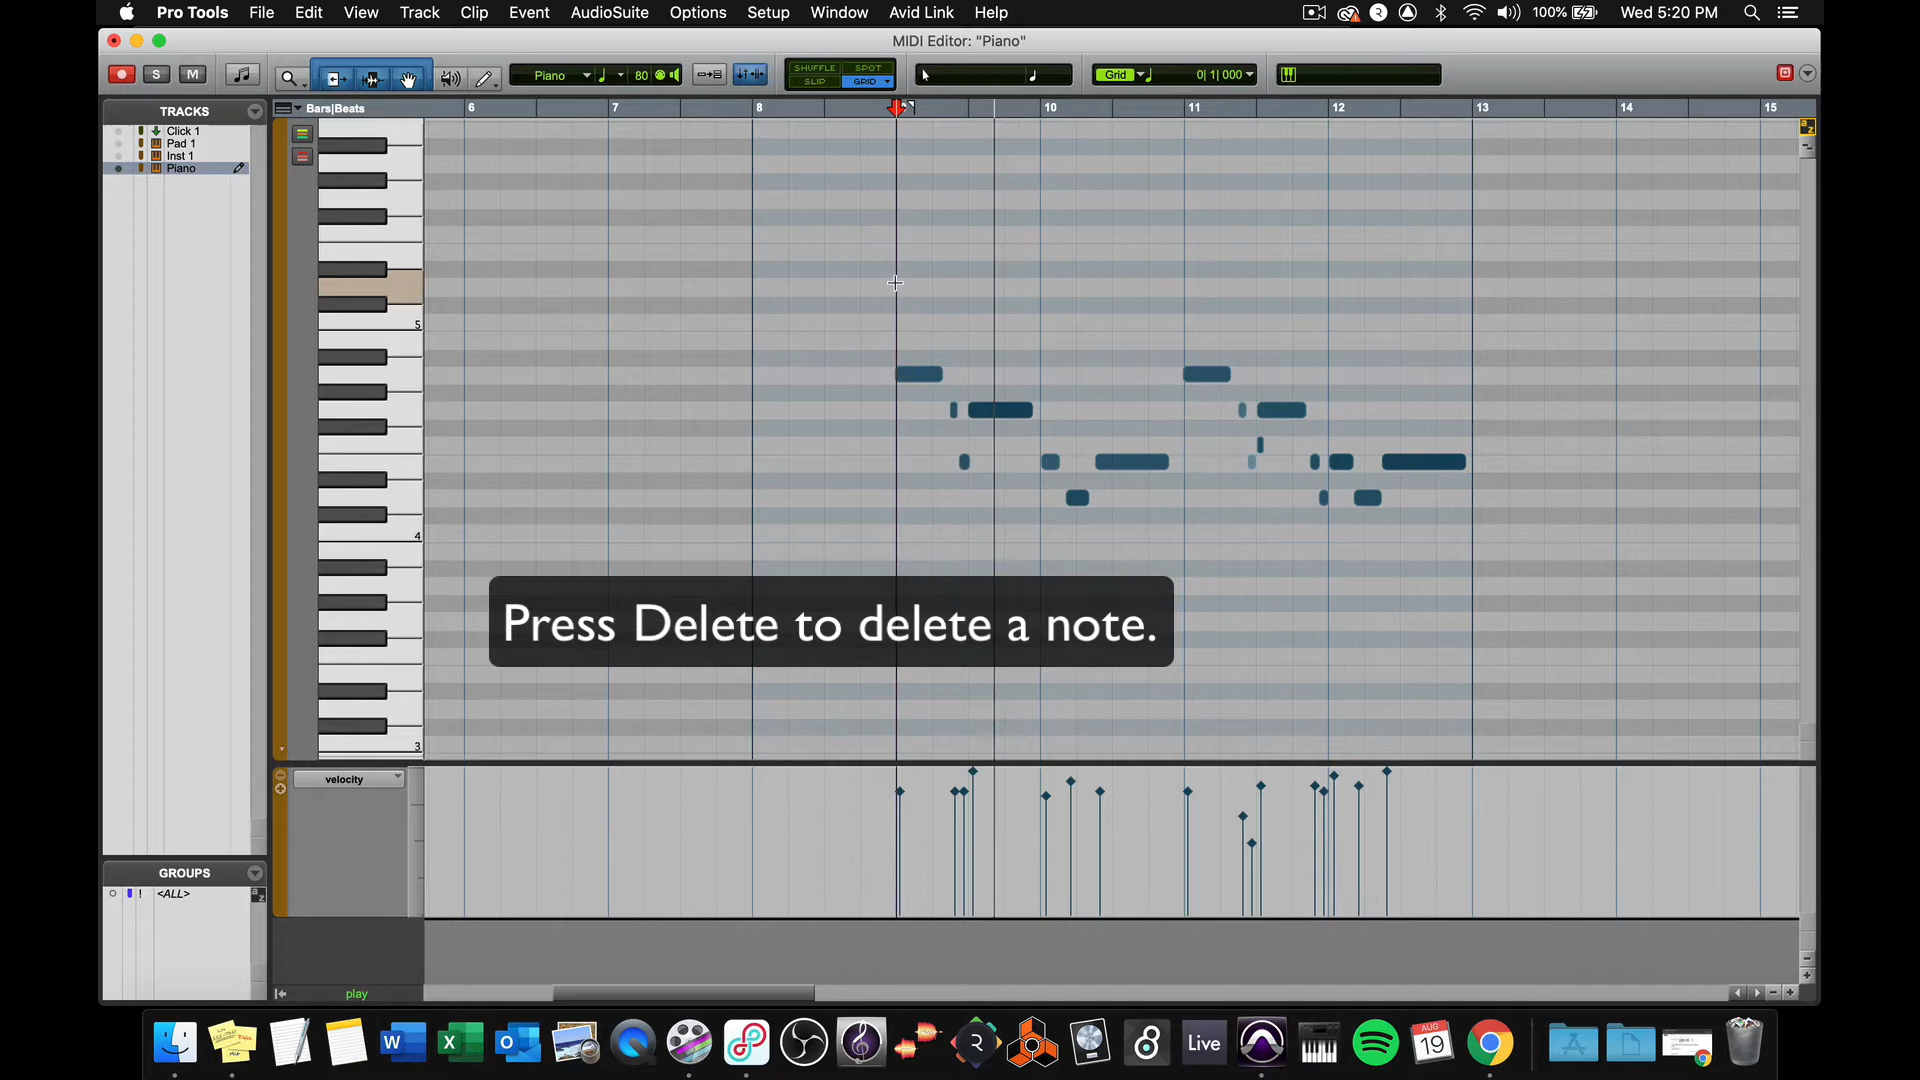 Pro Tools File Edit View Track Clip Event AudioSuite Options Setup Window Avid Link Help 100% Wed 5:20 PM
MIDI Editor: "Piano"
S M Piano 80 SHUFFLE SPOT SLIP GRID Grid 0| 1| 000
TRACKS
Click 1
Pad 1
Inst 1
Piano
Bars|Beats 6 7 8 9 10 11 12 13 14 15
a z
5
4
3
Press Delete to delete a note.
velocity
GROUPS
! <ALL> a z
play
W X O R 8 Live AUG 19